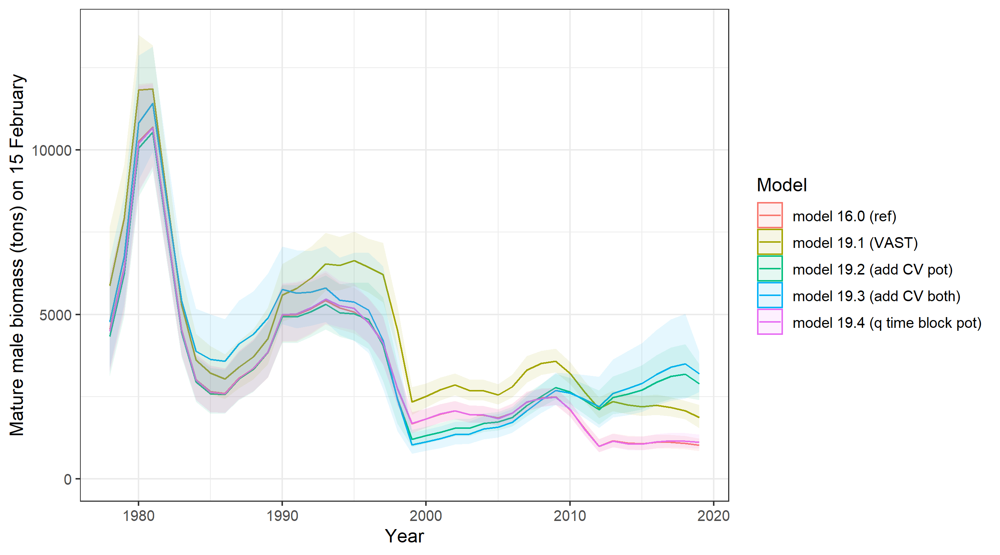 Mature male biomass (tons) on 15 February
10000
5000
0
1980
1990
2000
2010
2020
Year
Model
model 16.0 (ref)
model 19.1 (VAST)
model 19.2 (add CV pot)
model 19.3 (add CV both)
model 19.4 (q time block pot)